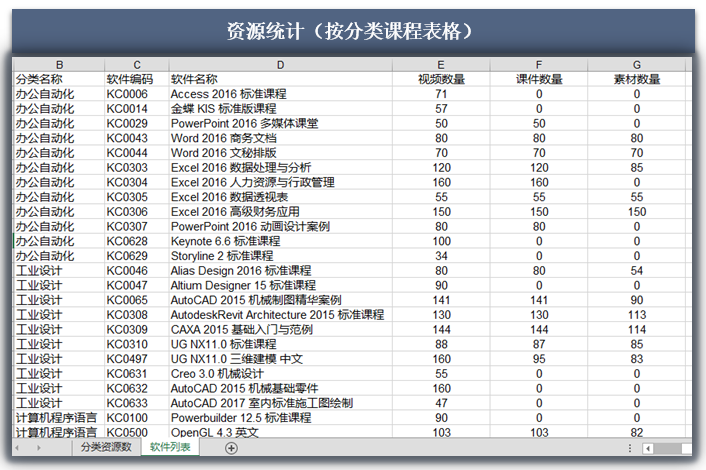 资源统计（按分类课程表格）
B C D E F G
分类名称 软件编码 软件名称 视频数量 课件数量 素材数量
办公自动化 KC0006 Access 2016 标准课程 71 0 0
办公自动化 KC0014 金蝶 KIS 标准版课程 57 0 0
办公自动化 KC0029 PowerPoint 2016 多媒体课堂 50 50 0
办公自动化 KC0043 Word 2016 商务文档 80 80 80
办公自动化 KC0044 Word 2016 文秘排版 70 70 70
办公自动化 KC0303 Excel 2016 数据处理与分析 120 120 85
办公自动化 KC0304 Excel 2016 人力资源与行政管理 160 160 0
办公自动化 KC0305 Excel 2016 数据透视表 55 55 55
办公自动化 KC0306 Excel 2016 高级财务应用 150 150 150
办公自动化 KC0307 PowerPoint 2016 动画设计案例 80 80 0
办公自动化 KC0628 Keynote 6.6 标准课程 100 0 0
办公自动化 KC0629 Storyline 2 标准课程 34 0 0
工业设计 KC0046 Alias Design 2016 标准课程 80 80 54
工业设计 KC0047 Altium Designer 15 标准课程 90 0 0
工业设计 KC0065 AutoCAD 2015 机械制图精华案例 141 141 90
工业设计 KC0308 AutodeskRevit Architecture 2015 标准课程 130 130 113
工业设计 KC0309 CAXA 2015 基础入门与范例 144 144 114
工业设计 KC0310 UG NX11.0 标准课程 88 87 85
工业设计 KC0497 UG NX11.0 三维建模 中文 160 95 83
工业设计 KC0631 Creo 3.0 机械设计 55 0 0
工业设计 KC0632 AutoCAD 2015 机械基础零件 160 0 0
工业设计 KC0633 AutoCAD 2017 室内标准施工图绘制 47 0 0
计算机程序语言 KC0100 Powerbuilder 12.5 标准课程 90 0 0
计算机程序语言 KC0500 OpenGL 4.3 英文 103 103 82
分类资源数 软件列表